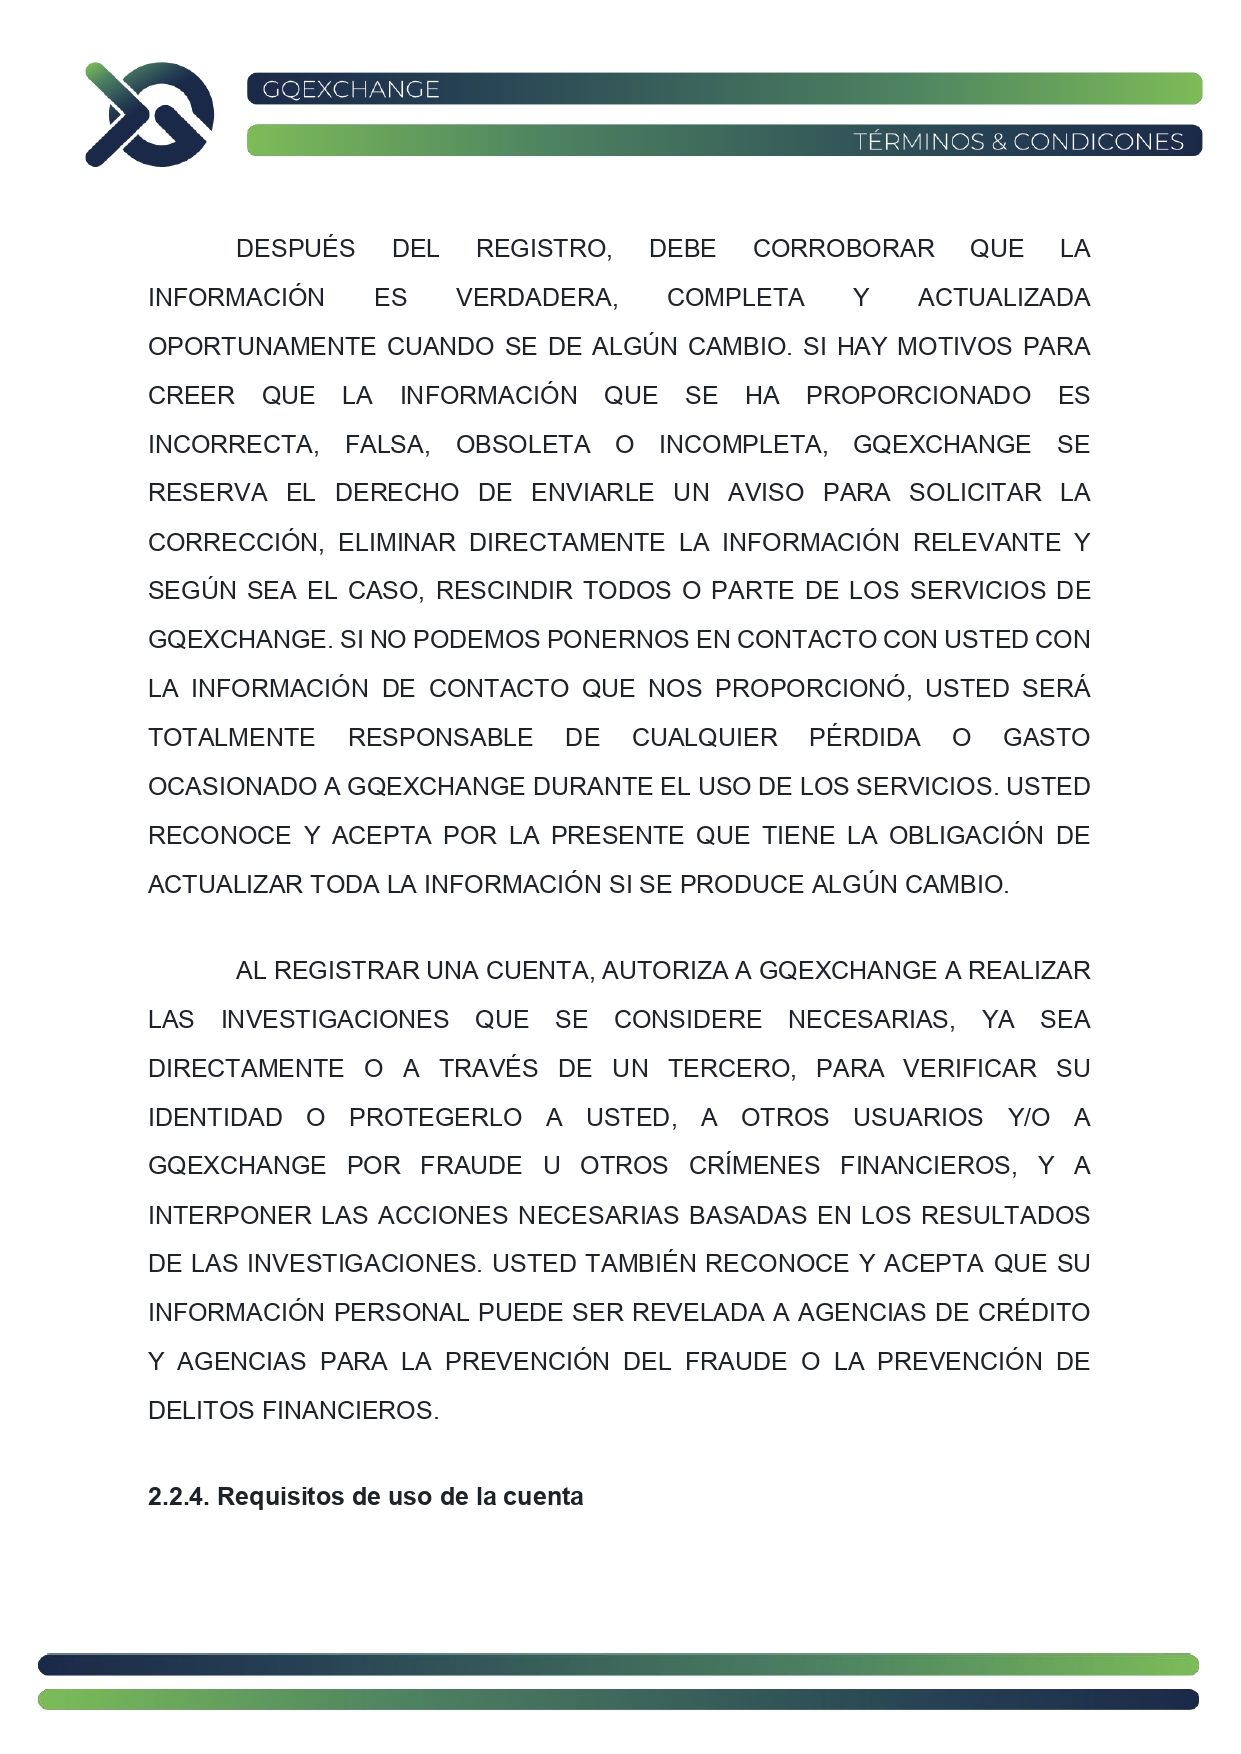 GQEXCHANGE
TÉRMINOS & CONDICONES
DESPUÉS DEL REGISTRO, DEBE CORROBORAR QUE LA
INFORMACIÓN ES VERDADERA, COMPLETA Y ACTUALIZADA
OPORTUNAMENTE CUANDO SE DE ALGÚN CAMBIO. SI HAY MOTIVOS PARA
CREER QUE LA INFORMACIÓN QUE SE HA PROPORCIONADO ES
INCORRECTA, FALSA, OBSOLETA O INCOMPLETA, GQEXCHANGE SE
RESERVA EL DERECHO DE ENVIARLE UN AVISO PARA SOLICITAR LA
CORRECCIÓN, ELIMINAR DIRECTAMENTE LA INFORMACIÓN RELEVANTE Y
SEGÚN SEA EL CASO, RESCINDIR TODOS O PARTE DE LOS SERVICIOS DE
GQEXCHANGE. SI NO PODEMOS PONERNOS EN CONTACTO CON USTED CON
LA INFORMACIÓN DE CONTACTO QUE NOS PROPORCIONÓ, USTED SERÁ
TOTALMENTE RESPONSABLE DE CUALQUIER PÉRDIDA O GASTO
OCASIONADO A GQEXCHANGE DURANTE EL USO DE LOS SERVICIOS. USTED
RECONOCE Y ACEPTA POR LA PRESENTE QUE TIENE LA OBLIGACIÓN DE
ACTUALIZAR TODA LA INFORMACIÓN SI SE PRODUCE ALGÚN CAMBIO.
AL REGISTRAR UNA CUENTA, AUTORIZA A GQEXCHANGE A REALIZAR
LAS INVESTIGACIONES QUE SE CONSIDERE NECESARIAS, YA SEA
DIRECTAMENTE O A TRAVÉS DE UN TERCERO, PARA VERIFICAR SU
IDENTIDAD O PROTEGERLO A USTED, A OTROS USUARIOS Y/O A
GQEXCHANGE POR FRAUDE U OTROS CRÍMENES FINANCIEROS, Y A
INTERPONER LAS ACCIONES NECESARIAS BASADAS EN LOS RESULTADOS
DE LAS INVESTIGACIONES. USTED TAMBIÉN RECONOCE Y ACEPTA QUE SU
INFORMACIÓN PERSONAL PUEDE SER REVELADA A AGENCIAS DE CRÉDITO
Y AGENCIAS PARA LA PREVENCIÓN DEL FRAUDE O LA PREVENCIÓN DE
DELITOS FINANCIEROS.
2.2.4. Requisitos de uso de la cuenta